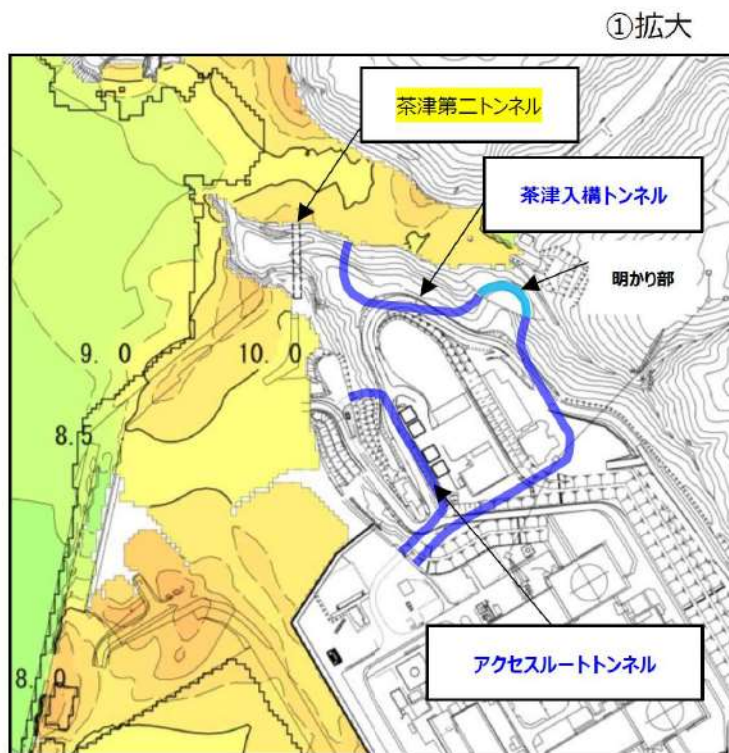 ①拡大
茶津第二トンネル
茶津入構トンネル
明かり部
9. 0
10. 0
8.5
アクセスルートトンネル
8. 0